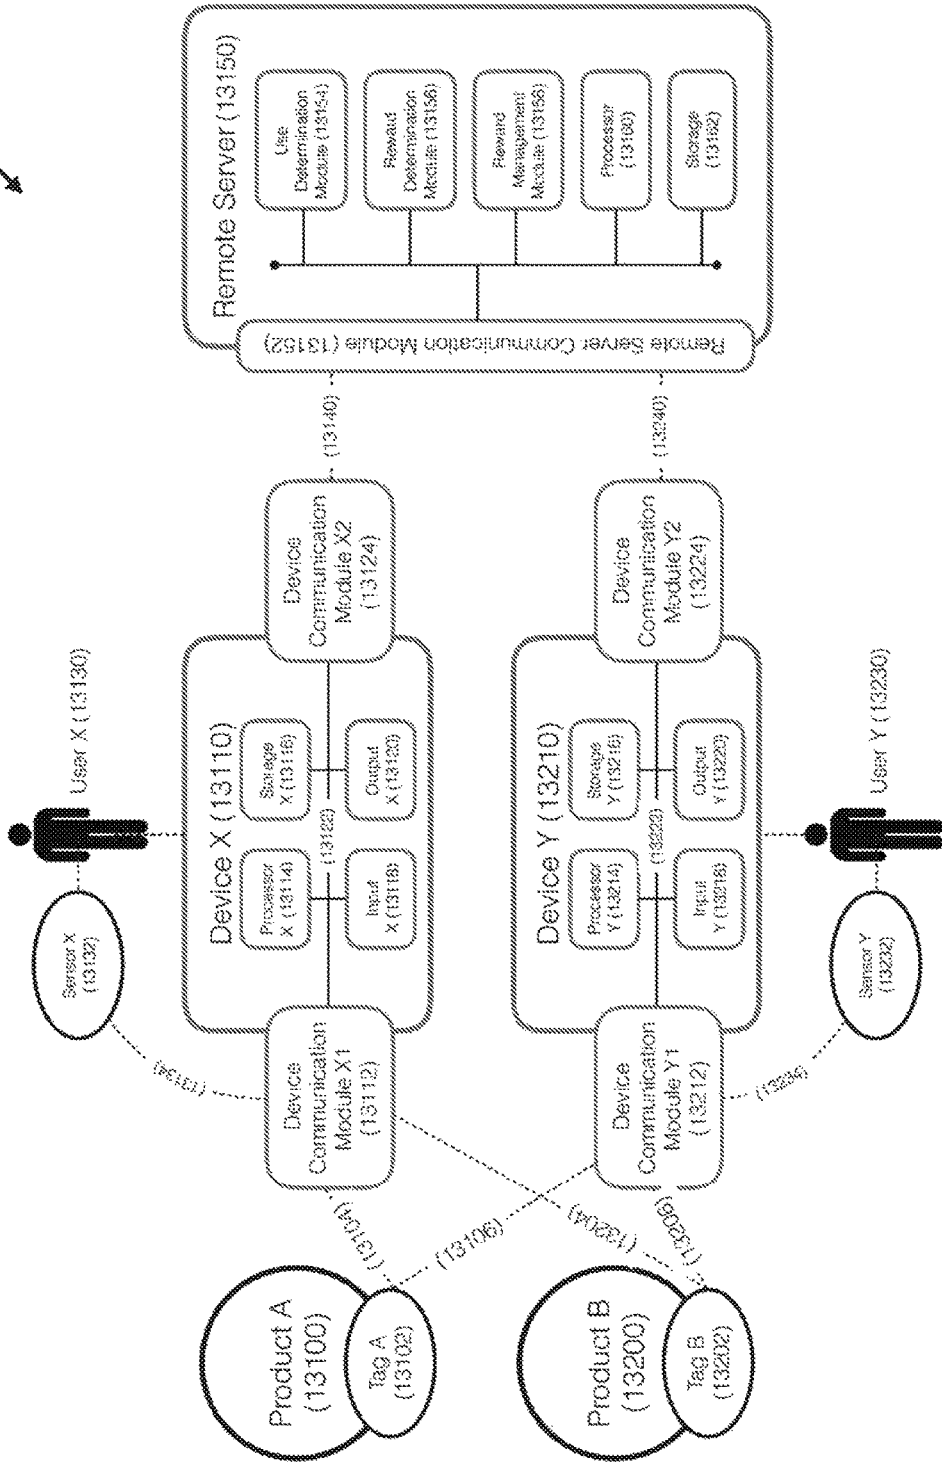 Product A
(13100)
Tag A
(13102)
Product B
(13200)
Tag B
(13202)
(13104)
(13106)
(13204)
(13206)
Sensor X
(13132)
(13134)
User X (13130)
Device
Communication
Module X1
(13112)
Device X (13110)
Processor
X (13114)
Storage
X (13116)
(13122)
Input
X (13118)
Output
X (13120)
Device
Communication
Module X2
(13124)
(13140)
Device
Communication
Module Y1
(13212)
Device Y (13210)
Processor
Y (13214)
Storage
Y (13216)
(13222)
Input
Y (13218)
Output
Y (13220)
Device
Communication
Module Y2
(13224)
(13240)
Sensor Y
(13232)
(13234)
User Y (13230)
Remote Server (13150)
Remote Server Communication Module (13152)
Use
Determination
Module (13154)
Reward
Determination
Module (13156)
Reward
Management
Module (13158)
Processor
(13160)
Storage
(13162)